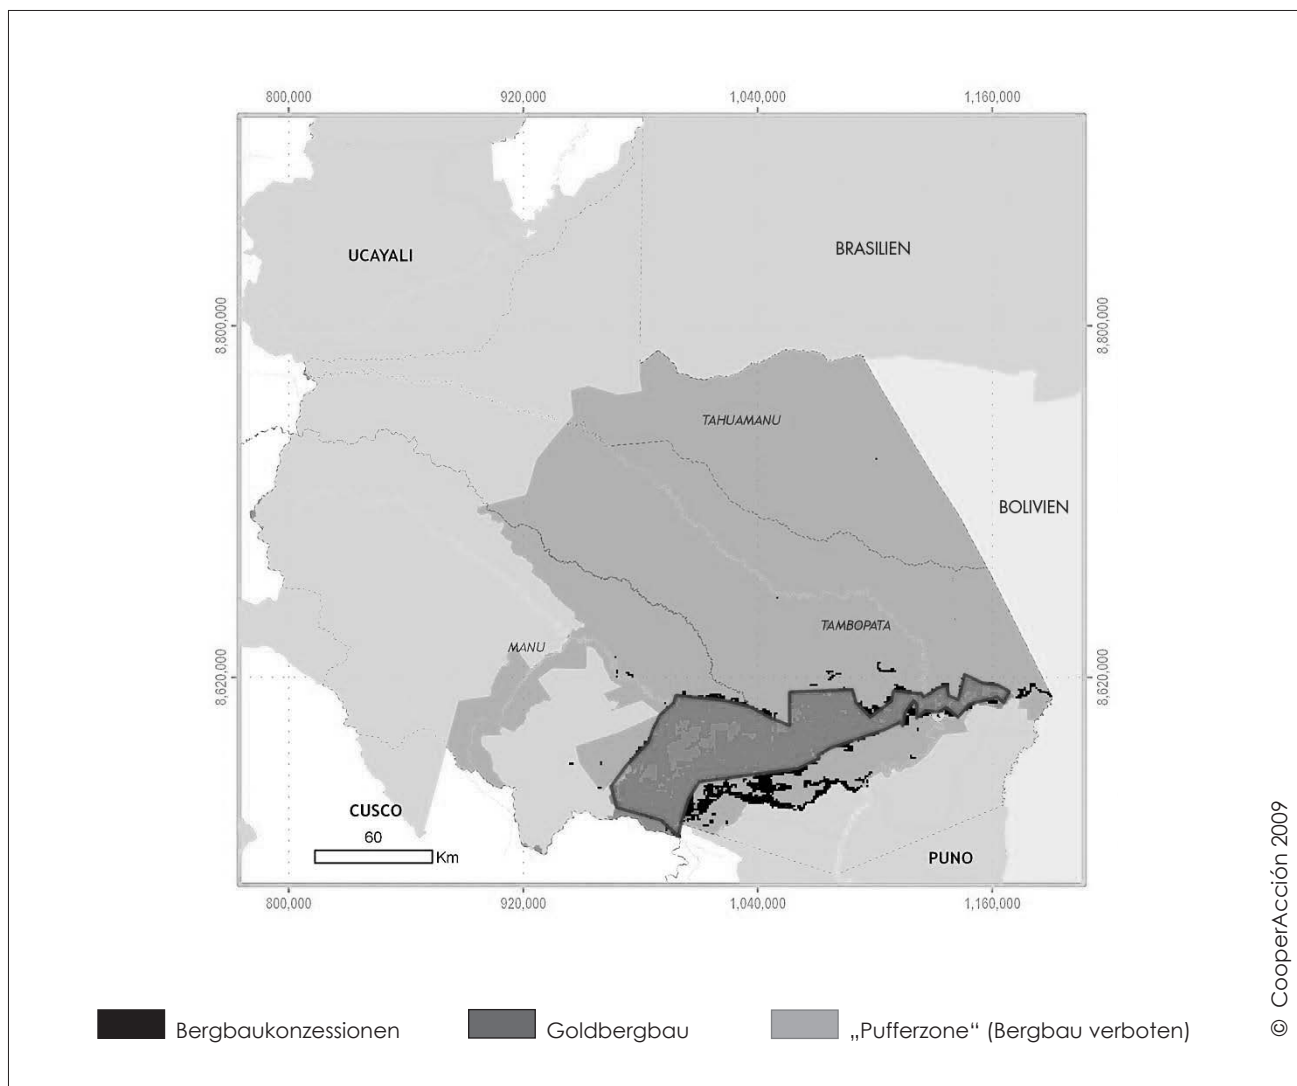 800,000 920,000 1,040,000 1,160,000
UCAYALI
BRASILIEN
8,800,000 8,800,000
TAHUAMANU
BOLIVIEN
TAMBOPATA
MANU
8,620,000 8,620,000
CUSCO
60
Km
PUNO
800,000 920,000 1,040,000 1,160,000
© CooperAcción 2009
Bergbaukonzessionen
Goldbergbau
„Pufferzone“ (Bergbau verboten)